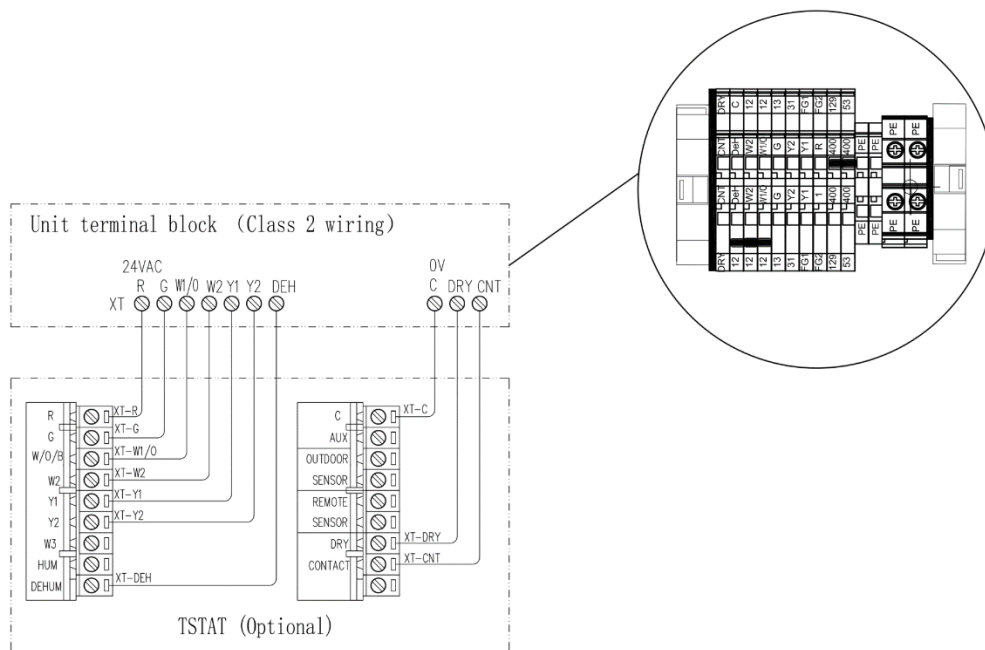 Unit terminal block (Class 2 wiring)
24VAC
0V
R G W1/O W2 Y1 Y2 DEH
C DRY CNT
XT
R XT-R
G XT-G
W/O/B XT-W1/O
W2 XT-W2
Y1 XT-Y1
Y2 XT-Y2
W3
HUM
DEHUM XT-DEH
C XT-C
AUX
OUTDOOR
SENSOR
REMOTE
SENSOR
DRY XT-DRY
CONTACT XT-CNT
TSTAT (Optional)
DRY C 12 12 13 31 FG1 FG2 129 53
CNT DeH W2 W1/O G Y2 Y1 R 400 400 PE PE PE PE
CNT DeH W2 W1/O G Y2 Y1 1 400 400 PE PE PE PE
DRY 12 12 12 13 31 FG1 FG2 129 53